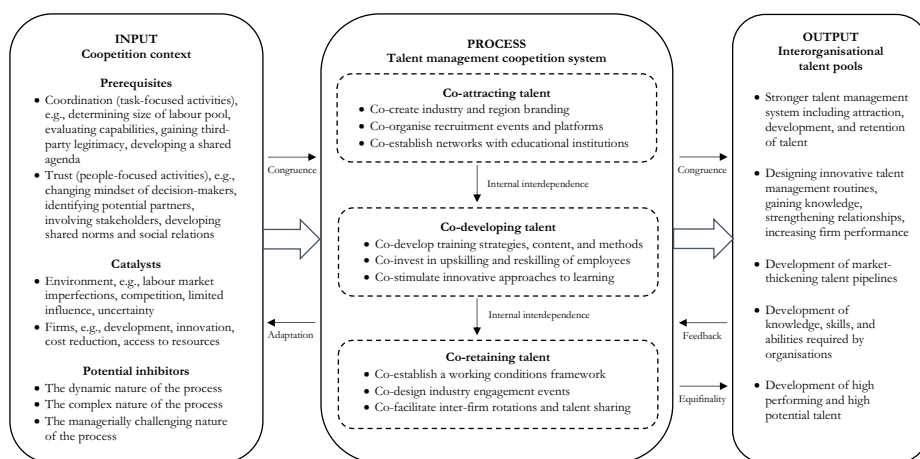 INPUT
Coopetition context
Prerequisites
• Coordination (task-focused activities),
e.g., determining size of labour pool,
evaluating capabilities, gaining third-
party legitimacy, developing a shared
agenda
• Trust (people-focused activities), e.g.,
changing mindset of decision-makers,
identifying potential partners,
involving stakeholders, developing
shared norms and social relations
Catalysts
• Environment, e.g., labour market
imperfections, competition, limited
influence, uncertainty
• Firms, e.g., development, innovation,
cost reduction, access to resources
Potential inhibitors
• The dynamic nature of the process
• The complex nature of the process
• The managerially challenging nature
of the process
Congruence
Adaptation
PROCESS
Talent management coopetition system
Co-attracting talent
• Co-create industry and region branding
• Co-organise recruitment events and platforms
• Co-establish networks with educational institutions
Internal interdependence
Co-developing talent
• Co-develop training strategies, content, and methods
• Co-invest in upskilling and reskilling of employees
• Co-stimulate innovative approaches to learning
Internal interdependence
Co-retaining talent
• Co-establish a working conditions framework
• Co-design industry engagement events
• Co-facilitate inter-firm rotations and talent sharing
Congruence
Feedback
Equifinality
OUTPUT
Interorganisational
talent pools
• Stronger talent management
system including attraction,
development, and retention
of talent
• Designing innovative talent
management routines,
gaining knowledge,
strengthening relationships,
increasing firm performance
• Development of market-
thickening talent pipelines
• Development of
knowledge, skills, and
abilities required by
organisations
• Development of high
performing and high
potential talent